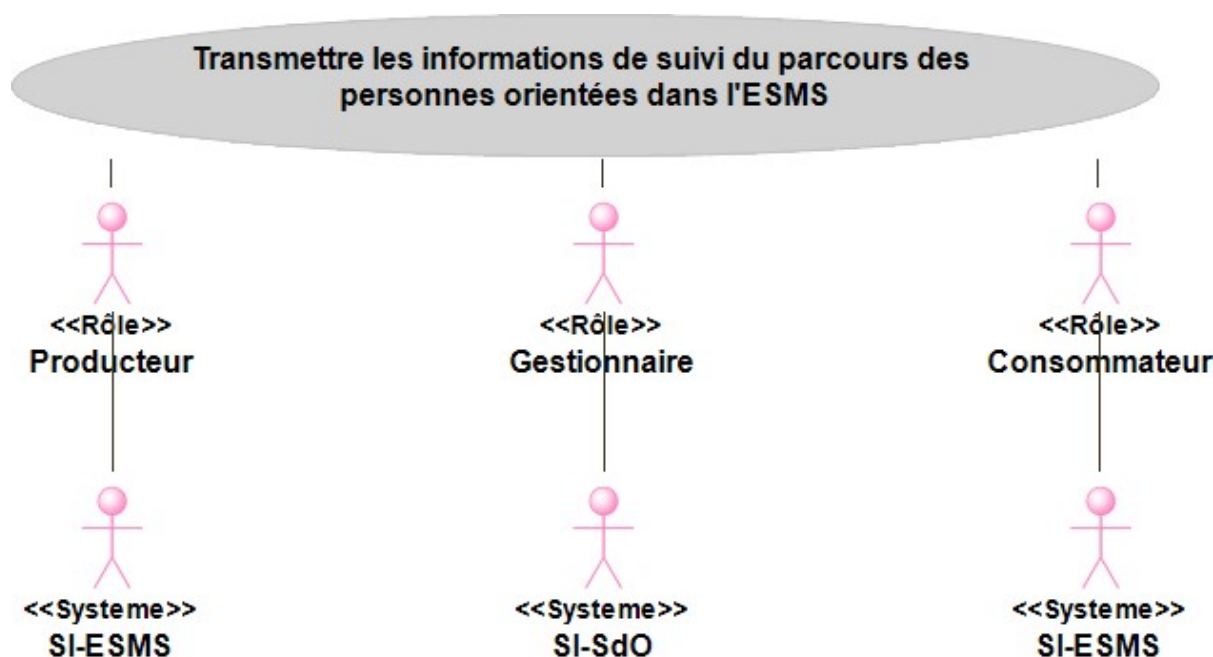 Transmettre les informations de suivi du parcours des
personnes orientées dans l'ESMS
<<Rôle>>
Producteur
<<Rôle>>
Gestionnaire
<<Rôle>>
Consommateur
<<Systeme>>
SI-ESMS
<<Systeme>>
SI-SdO
<<Systeme>>
SI-ESMS